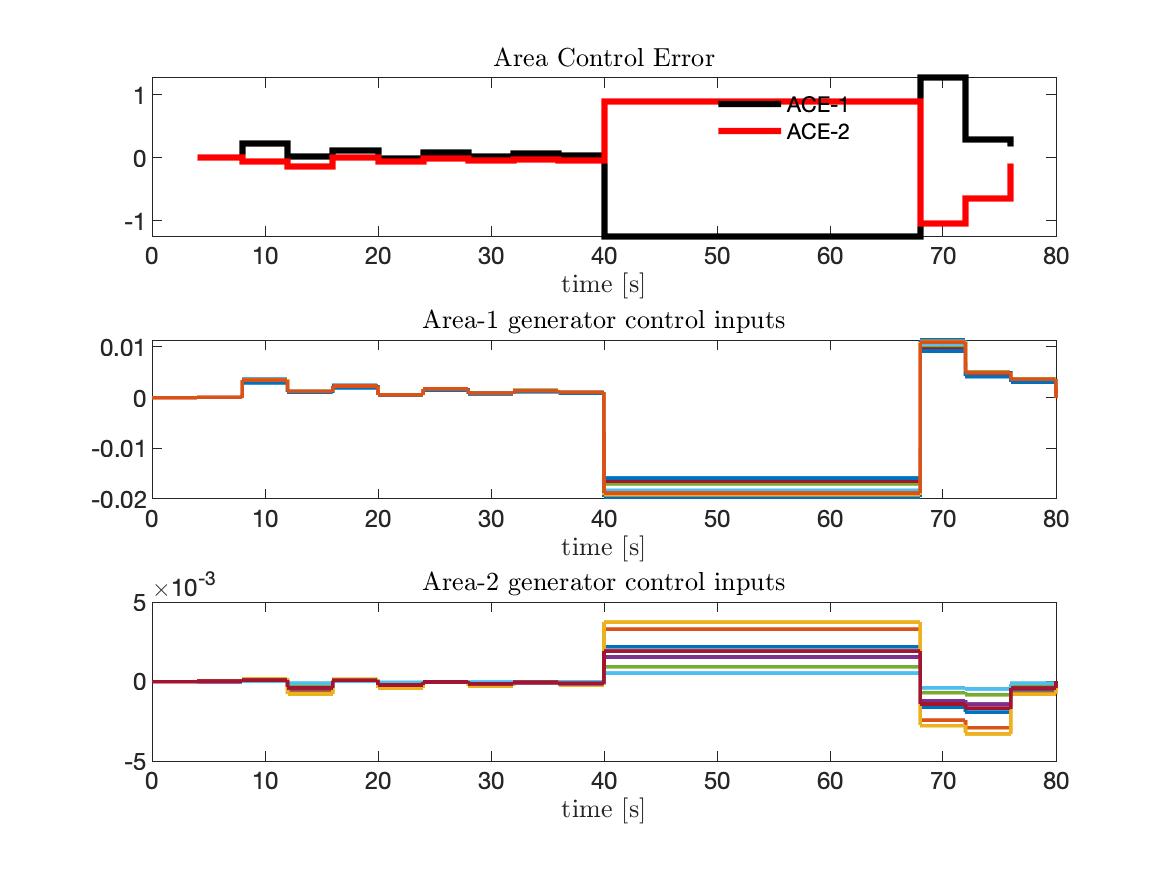 Area Control Error
1
0
-1
ACE-1
ACE-2
0 10 20 30 40 50 60 70 80
time [s]
Area-1 generator control inputs
0.01
0
-0.01
-0.02
0 10 20 30 40 50 60 70 80
time [s]
×10-3
Area-2 generator control inputs
5
0
-5
0 10 20 30 40 50 60 70 80
time [s]